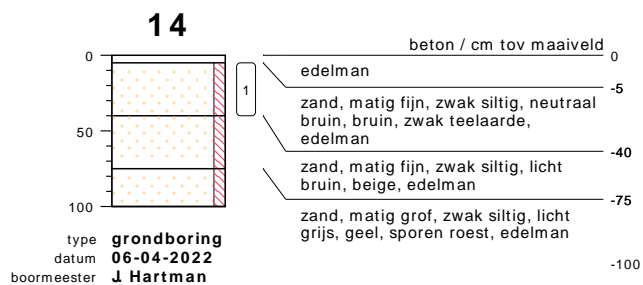 14
beton / cm tov maaiveld
0
0
edelman
-5
1
zand, matig fijn, zwak siltig, neutraal
bruin, bruin, zwak teelaarde,
edelman
50
-40
zand, matig fijn, zwak siltig, licht
bruin, beige, edelman
-75
100
zand, matig grof, zwak siltig, licht
grijs, geel, sporen roest, edelman
-100
type grondboring
datum 06-04-2022
boormeester J. Hartman